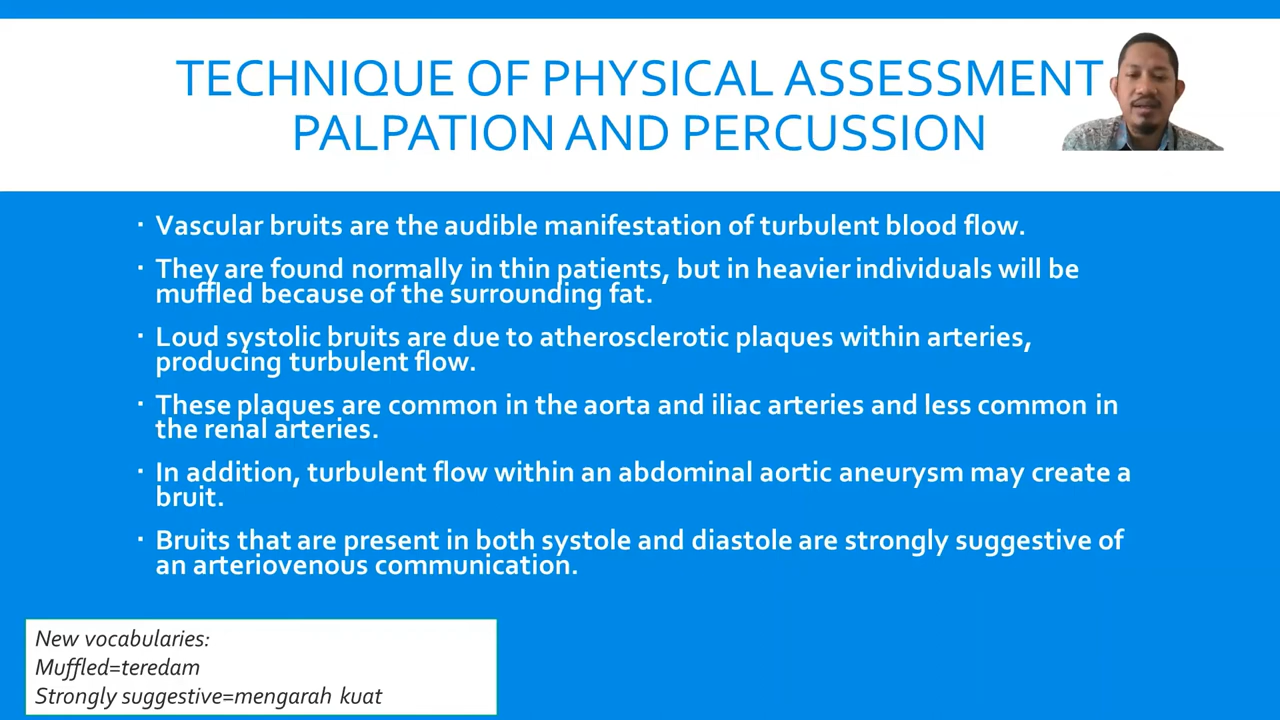 TECHNIQUE OF PHYSICAL ASSESSMENT
PALPATION AND PERCUSSION
▪ Vascular bruits are the audible manifestation of turbulent blood flow.
▪ They are found normally in thin patients, but in heavier individuals will be
muffled because of the surrounding fat.
▪ Loud systolic bruits are due to atherosclerotic plaques within arteries,
producing turbulent flow.
▪ These plaques are common in the aorta and iliac arteries and less common in
the renal arteries.
▪ In addition, turbulent flow within an abdominal aortic aneurysm may create a
bruit.
▪ Bruits that are present in both systole and diastole are strongly suggestive of
an arteriovenous communication.
New vocabularies:
Muffled=teredam
Strongly suggestive=mengarah kuat